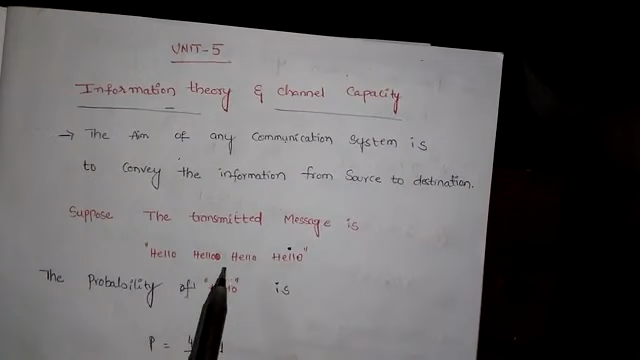 UNIT-5
Information theory & channel Capacity
→ The Aim of any Communication System is
to convey the information from Source to destination.
Suppose The transmitted Message is
"Hello Hello Hello Hello"
The Probability of is
P = 4